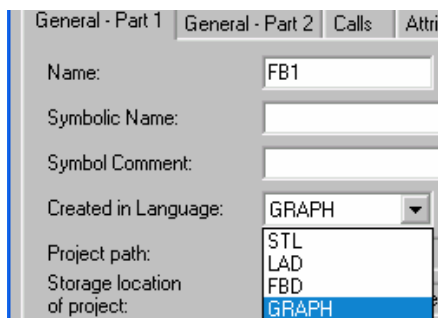 General - Part 1 General - Part 2 Calls
Name: FB1
Symbolic Name:
Symbol Comment:
Created in Language: GRAPH
STL
Project path:
LAD
Storage location
FBD
of project: GRAPH